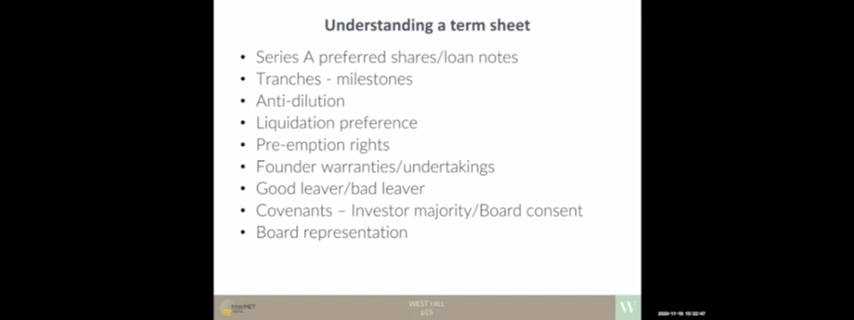 Understanding a term sheet
• Series A preferred shares/loan notes
• Tranches - milestones
• Anti-dilution
• Liquidation preference
• Pre-emption rights
• Founder warranties/undertakings
• Good leaver/bad leaver
• Covenants – Investor majority/Board consent
• Board representation
WEST HILL
p15
W